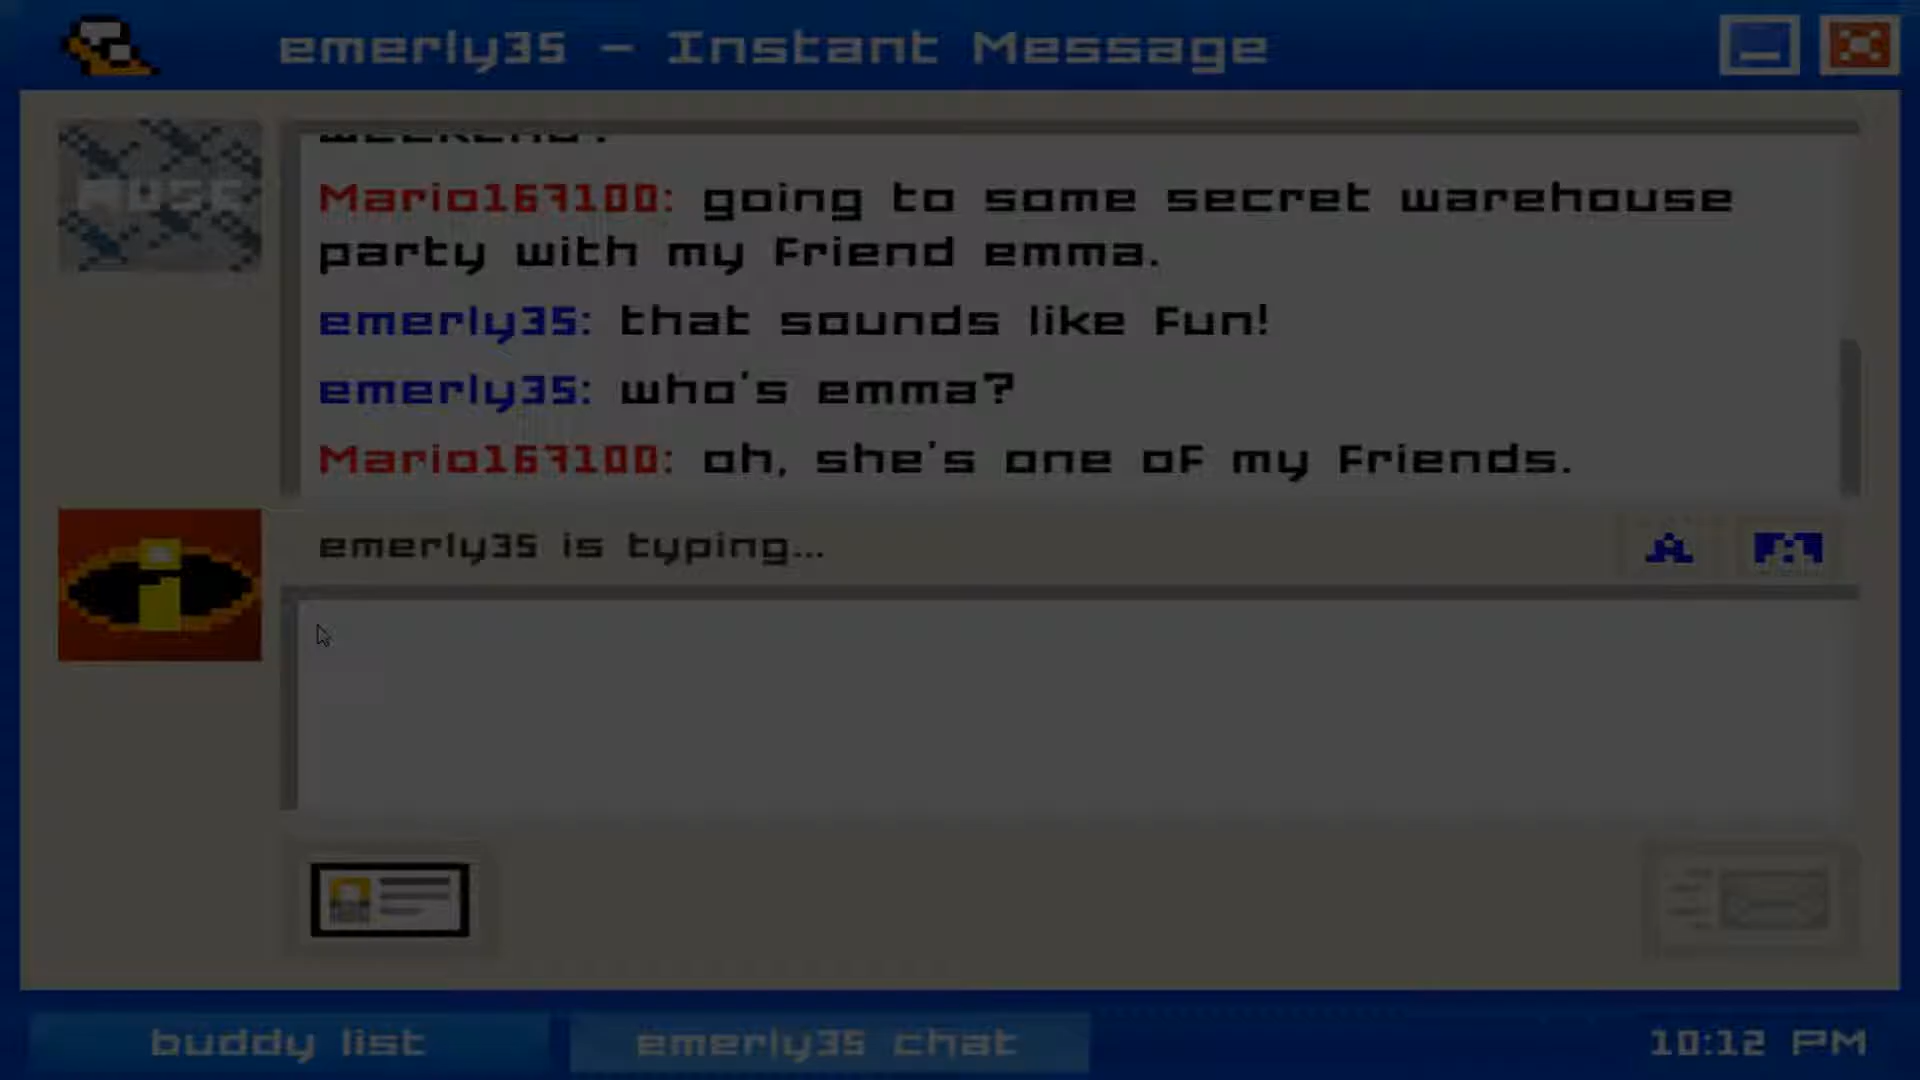 emerly35 - Instant Message
MUSE
Mario167100: going to some secret warehouse
party with my friend emma.
emerly35: that sounds like fun!
emerly35: who's emma?
Mario167100: oh, she's one of my friends.
emerly35 is typing...
buddy list
emerly35 chat
10:12 PM